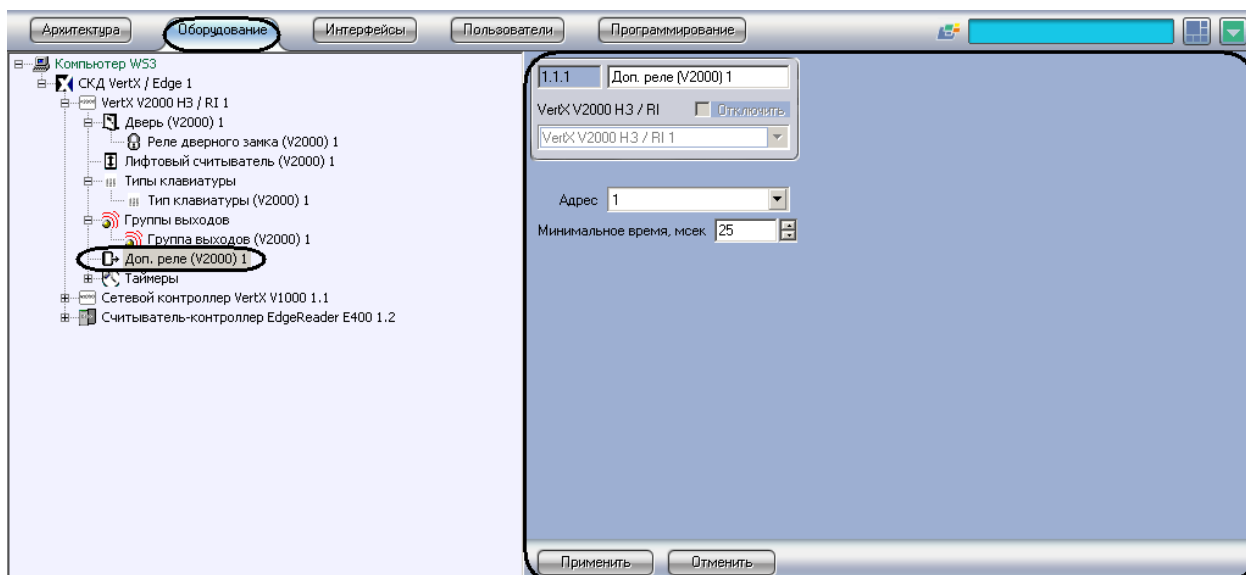 Архитектура Оборудование Интерфейсы Пользователи Программирование
Компьютер WS3
СКД VertX / Edge 1
VertX V2000 НЗ / RI 1
Дверь (V2000) 1
Реле дверного замка (V2000) 1
Лифтовый считыватель (V2000) 1
Типы клавиатуры
Тип клавиатуры (V2000) 1
Группы выходов
Группа выходов (V2000) 1
Доп. реле (V2000) 1
Таймеры
Сетевой контроллер VertX V1000 1.1
Считыватель-контроллер EdgeReader E400 1.2
1.1.1 Доп. реле (V2000) 1
VertX V2000 НЗ / RI Отключить
VertX V2000 НЗ / RI 1
Адрес 1
Минимальное время, мсек 25
Применить Отменить